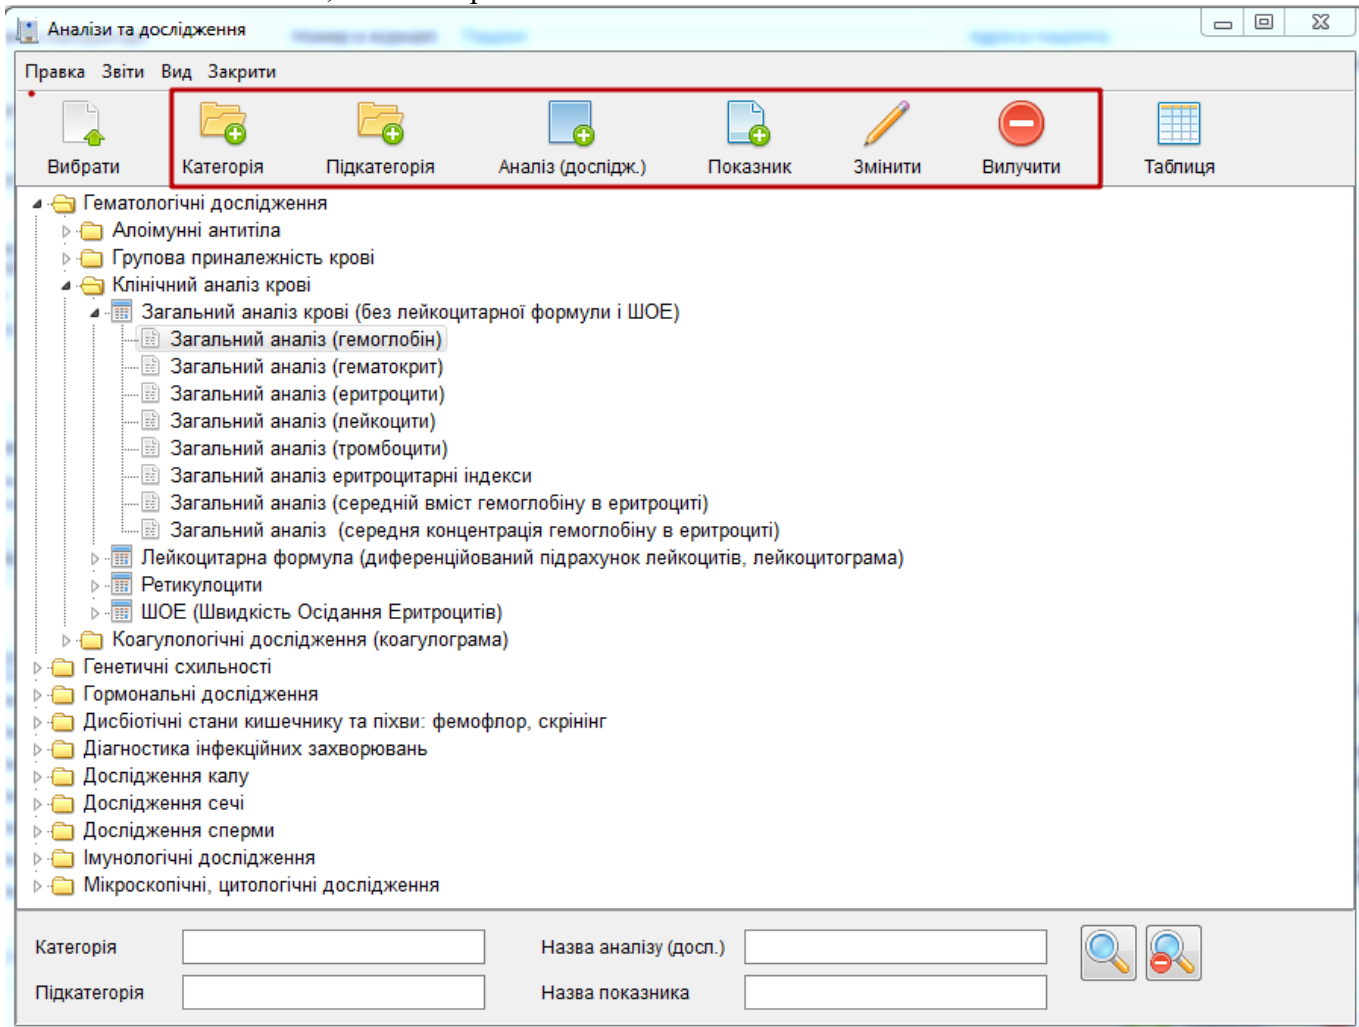 Аналізи та дослідження
Правка Звіти Вид Закрити
Вибрати Категорія Підкатегорія Аналіз (дослідж.) Показник Змінити Вилучити Таблиця
Гематологічні дослідження
Алоімунні антитіла
Групова приналежність крові
Клінічний аналіз крові
Загальний аналіз крові (без лейкоцитарної формули і ШОЕ)
Загальний аналіз (гемоглобін)
Загальний аналіз (гематокрит)
Загальний аналіз (еритроцити)
Загальний аналіз (лейкоцити)
Загальний аналіз (тромбоцити)
Загальний аналіз еритроцитарні індекси
Загальний аналіз (середній вміст гемоглобіну в еритроциті)
Загальний аналіз (середня концентрація гемоглобіну в еритроциті)
Лейкоцитарна формула (диференційований підрахунок лейкоцитів, лейкоцитограма)
Ретикулоцити
ШОЕ (Швидкість Осідання Еритроцитів)
Коагулологічні дослідження (коагулограма)
Генетичні схильності
Гормональні дослідження
Дисбіотичні стани кишечнику та піхви: фемофлор, скрінінг
Діагностика інфекційних захворювань
Дослідження калу
Дослідження сечі
Дослідження сперми
Імунологічні дослідження
Мікроскопічні, цитологічні дослідження
Категорія Назва аналізу (досл.)
Підкатегорія Назва показника